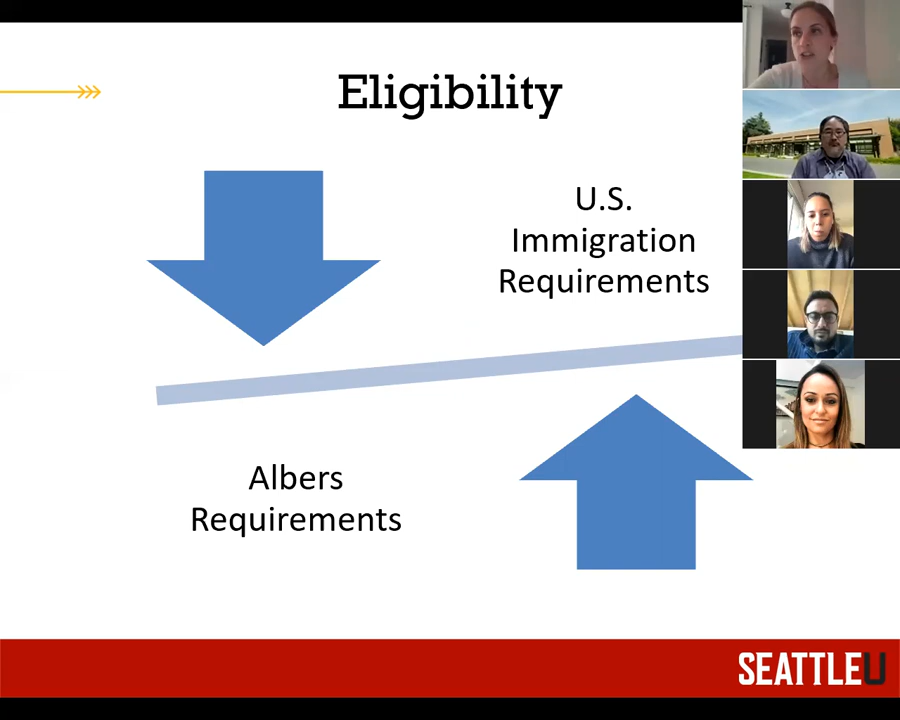 Eligibility
U.S.
Immigration
Requirements
Albers
Requirements
SEATTLEU